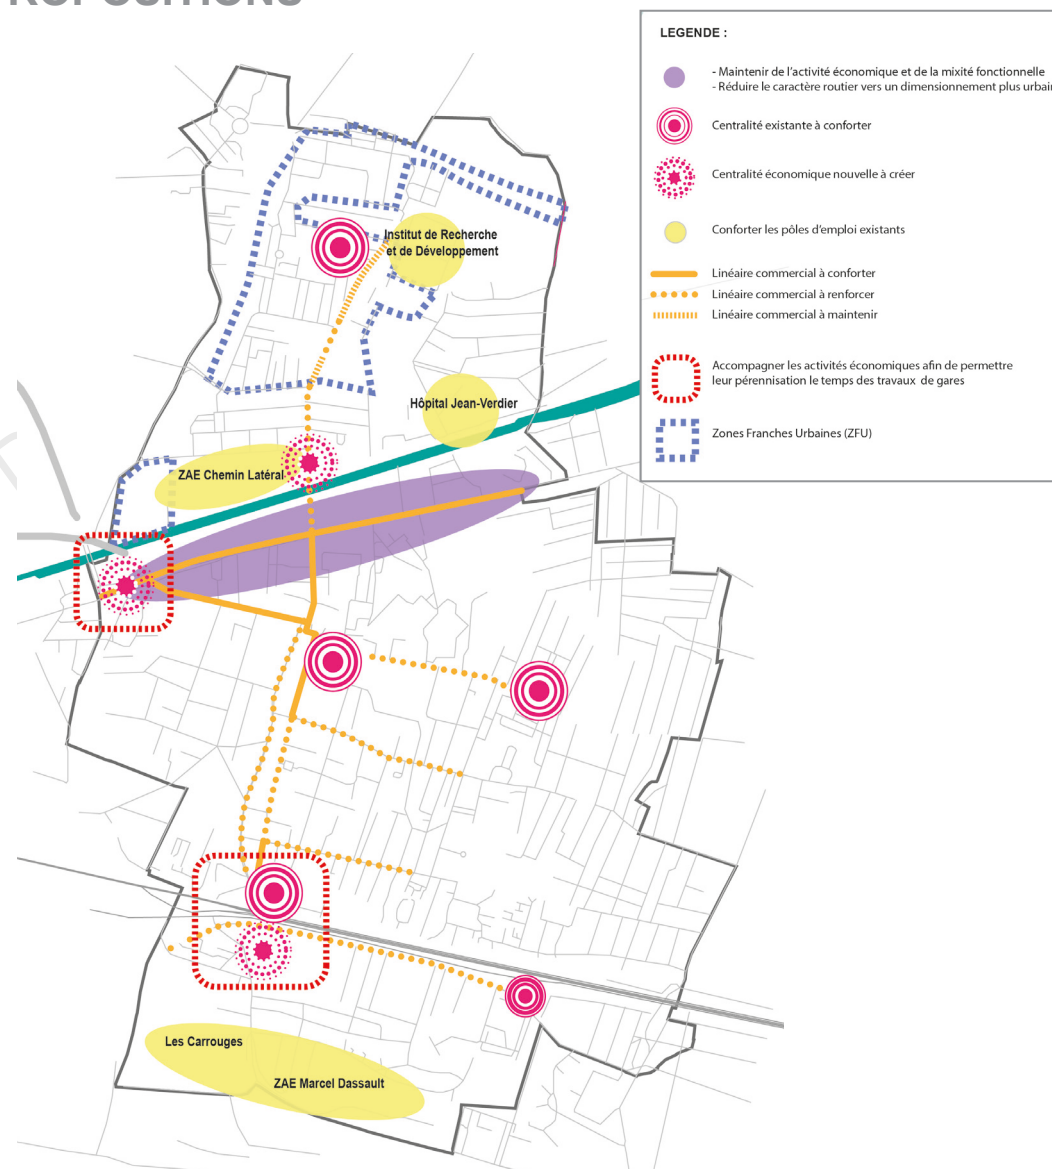 LEGENDE :
- Maintenir de l'activité économique et de la mixité fonctionnelle
- Réduire le caractère routier vers un dimensionnement plus
Centralité existante à conforter
Centralité économique nouvelle à créer
Conforter les pôles d'emploi existants
Linéaire commercial à conforter
Linéaire commercial à renforcer
Linéaire commercial à maintenir
Accompagner les activités économiques afin de permettre
leur pérennisation le temps des travaux de gares
Zones Franches Urbaines (ZFU)
Institut de Recherche
et de Développement
Hôpital Jean-Verdier
ZAE Chemin Latéral
Les Carrouges
ZAE Marcel Dassault